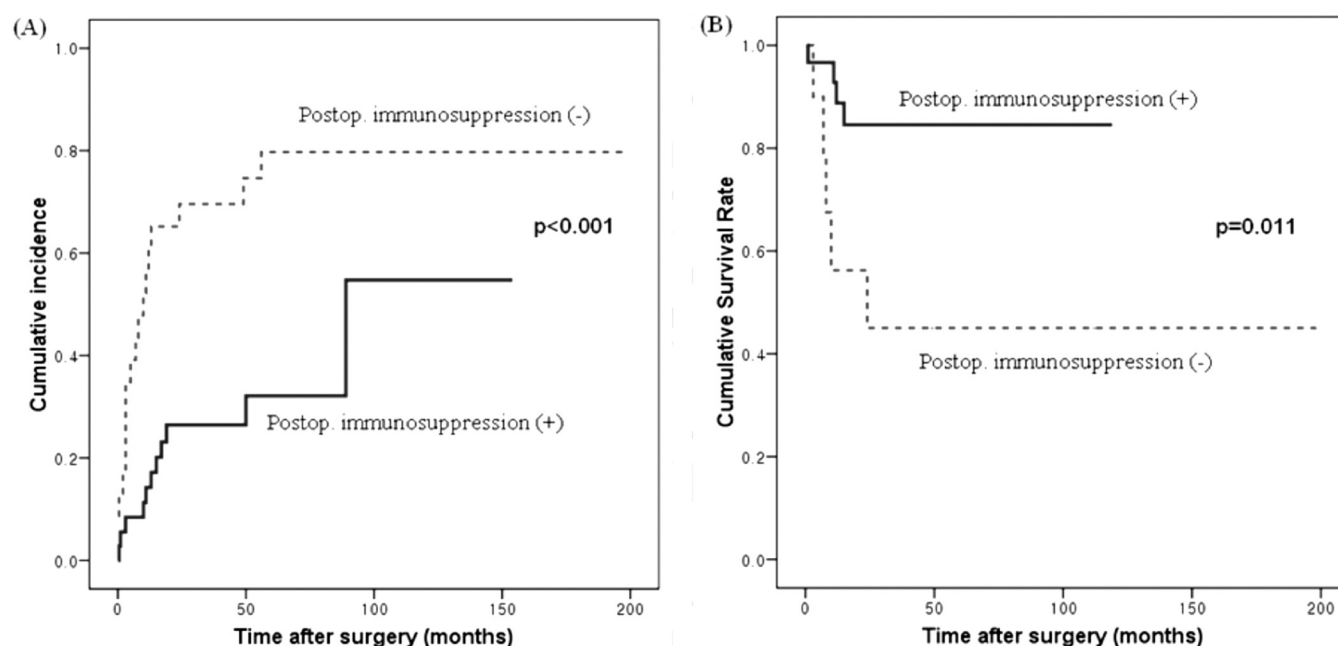 (A)
1.0
0.8
0.6
0.4
0.2
0.0
Cumulative incidence
Postop. immunosuppression (-)
p<0.001
Postop. immunosuppression (+)
0
50
100
150
200
Time after surgery (months)
(B)
1.0
0.8
0.6
0.4
0.2
0.0
Cumulative Survival Rate
Postop. immunosuppression (+)
p=0.011
Postop. immunosuppression (-)
0
50
100
150
200
Time after surgery (months)